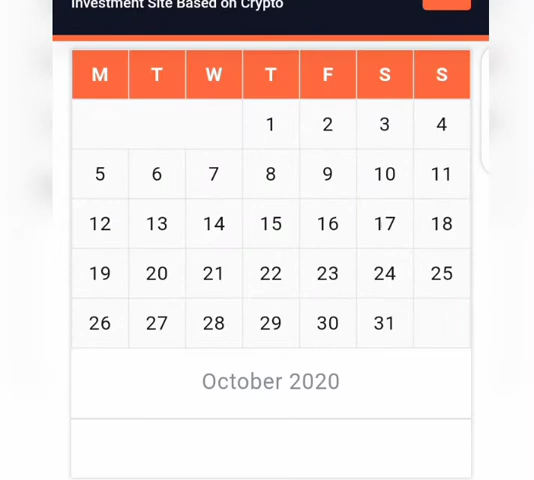 Investment Site Based on Crypto
M T W T F S S
1 2 3 4
5 6 7 8 9 10 11
12 13 14 15 16 17 18
19 20 21 22 23 24 25
26 27 28 29 30 31
October 2020